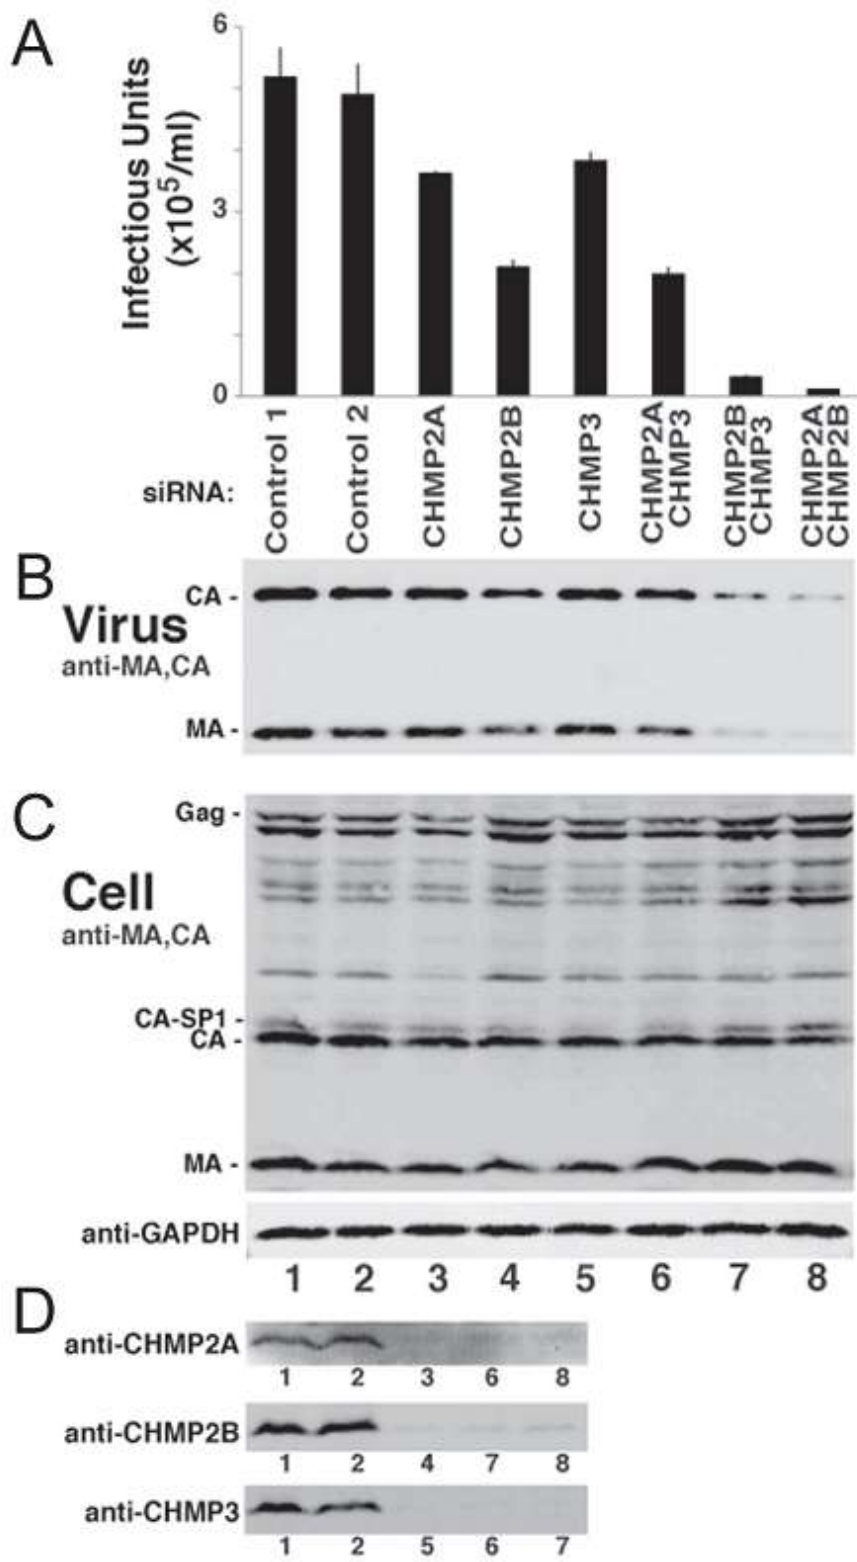 A
Infectious Units
(x10⁵/ml)
6
3
0
siRNA:
Control 1
Control 2
CHMP2A
CHMP2B
CHMP3
CHMP2A
CHMP3
CHMP2B
CHMP3
CHMP2A
CHMP2B
B
Virus
anti-MA,CA
CA -
MA -
C
Cell
anti-MA,CA
Gag -
CA-SP1 -
CA -
MA -
anti-GAPDH
1 2 3 4 5 6 7 8
D
anti-CHMP2A
1 2 3 6 8
anti-CHMP2B
1 2 4 7 8
anti-CHMP3
1 2 5 6 7